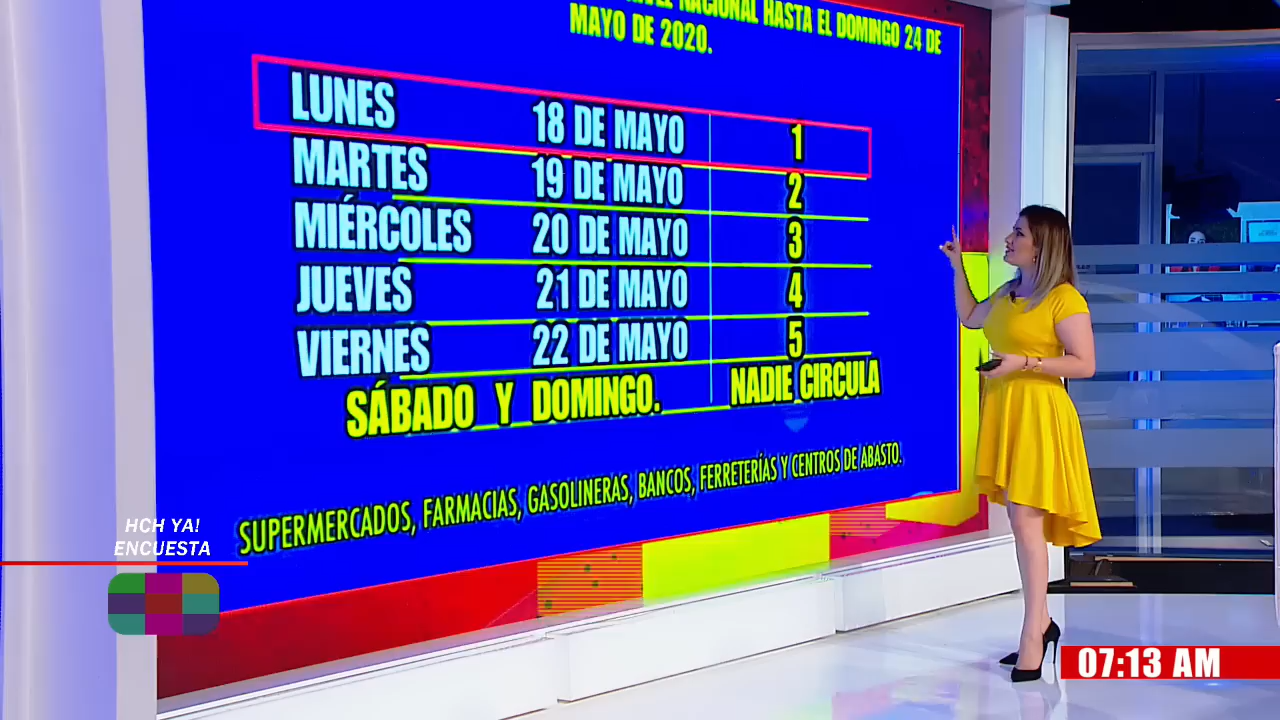 NACIONAL HASTA EL DOMINGO 24 DE
MAYO DE 2020.
LUNES 18 DE MAYO 1
MARTES 19 DE MAYO 2
MIÉRCOLES 20 DE MAYO 3
JUEVES 21 DE MAYO 4
VIERNES 22 DE MAYO 5
SÁBADO Y DOMINGO. NADIE CIRCULA
SUPERMERCADOS, FARMACIAS, GASOLINERAS, BANCOS, FERRETERÍAS Y CENTROS DE ABASTO.
HCH YA!
ENCUESTA
07:13 AM